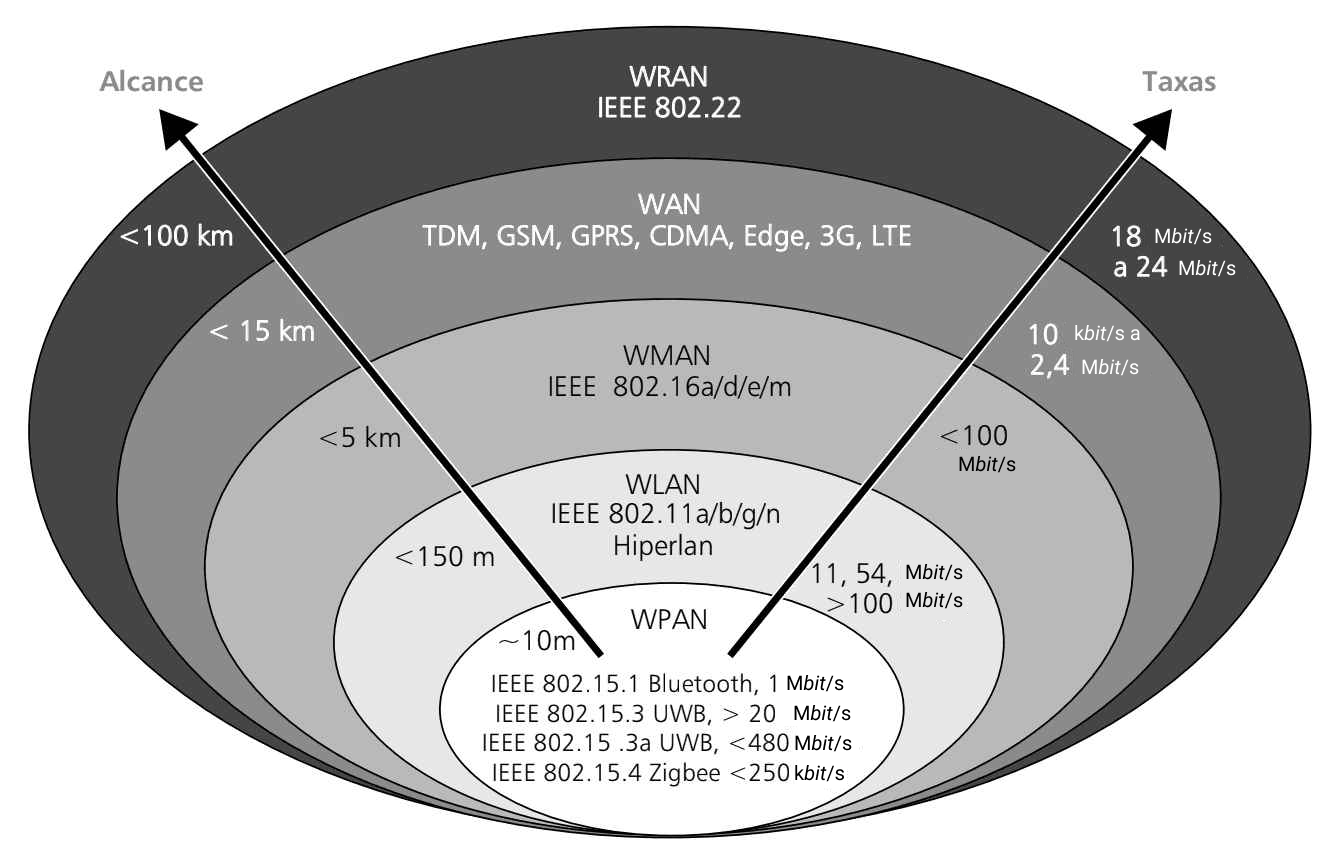 Alcance
Taxas
WRAN
IEEE 802.22
<100 km
18 Mbit/s
a 24 Mbit/s
WAN
TDM, GSM, GPRS, CDMA, Edge, 3G, LTE
< 15 km
10 kbit/s a
2,4 Mbit/s
WMAN
IEEE 802.16a/d/e/m
<5 km
<100
Mbit/s
WLAN
IEEE 802.11a/b/g/n
Hiperlan
<150 m
11, 54, Mbit/s
>100 Mbit/s
WPAN
~10m
IEEE 802.15.1 Bluetooth, 1 Mbit/s
IEEE 802.15.3 UWB, > 20 Mbit/s
IEEE 802.15 .3a UWB, <480 Mbit/s
IEEE 802.15.4 Zigbee <250 kbit/s